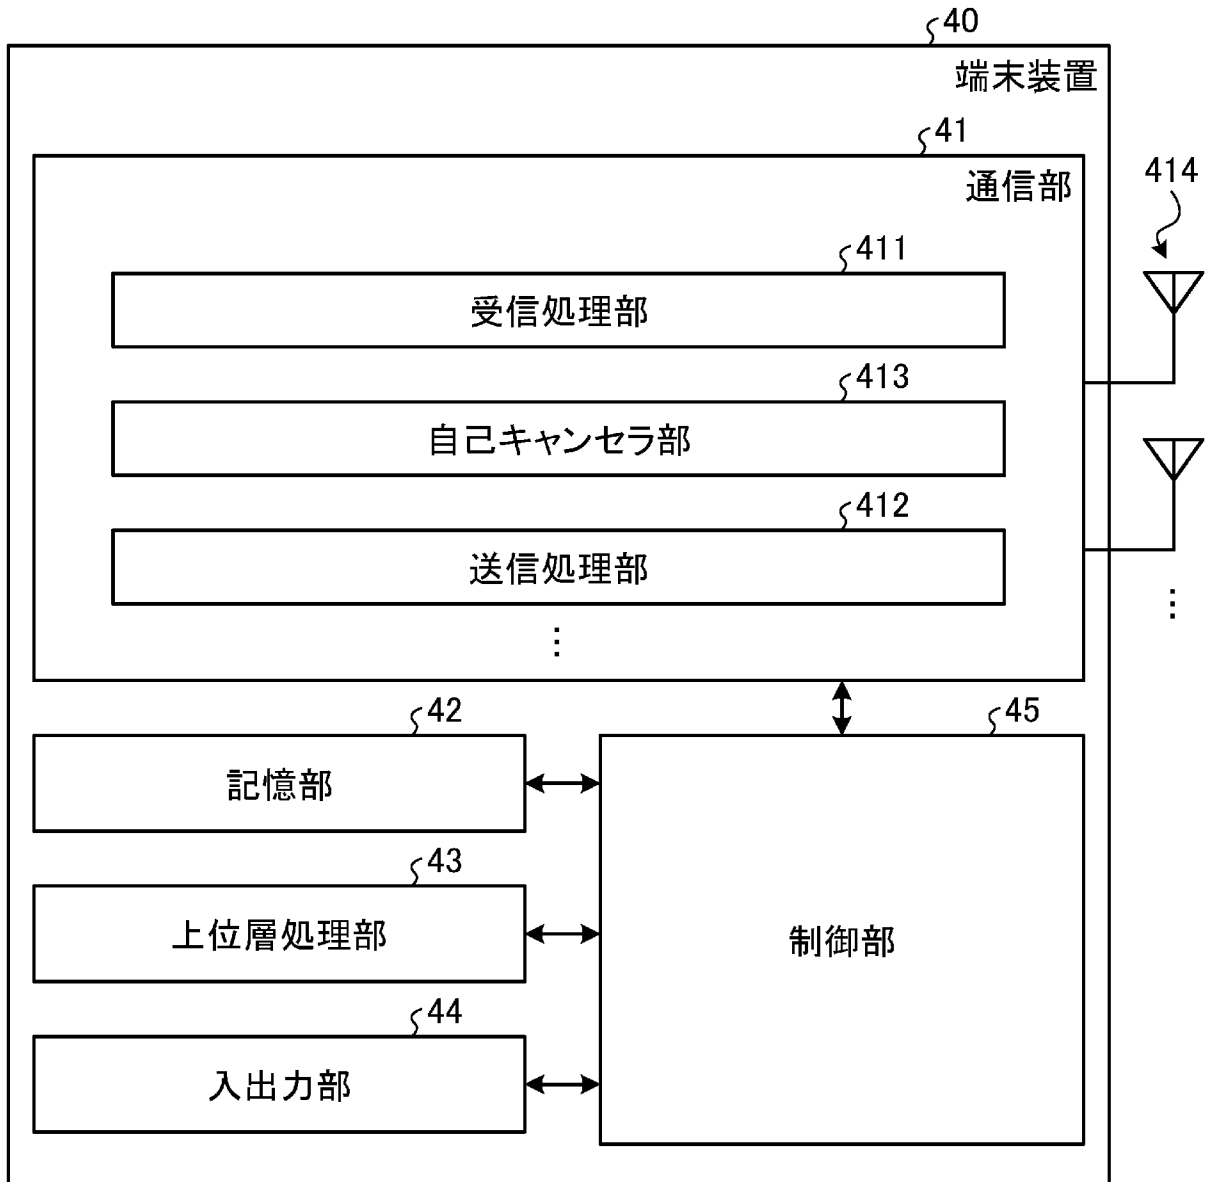 40
端末装置
41
通信部
414
411
受信処理部
413
自己キャンセラ部
412
送信処理部
⋮
⋮
42
記憶部
45
制御部
43
上位層処理部
44
入出力部